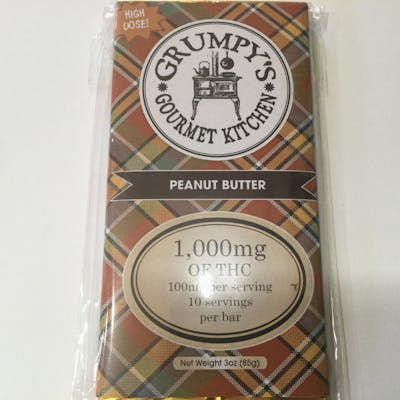 HIGH
DOSE!
GRUMPY'S
GOURMET KITCHEN
PEANUT BUTTER
1,000mg
OF THC
100mg per serving
10 servings
per bar
Net Weight 3oz (85g)